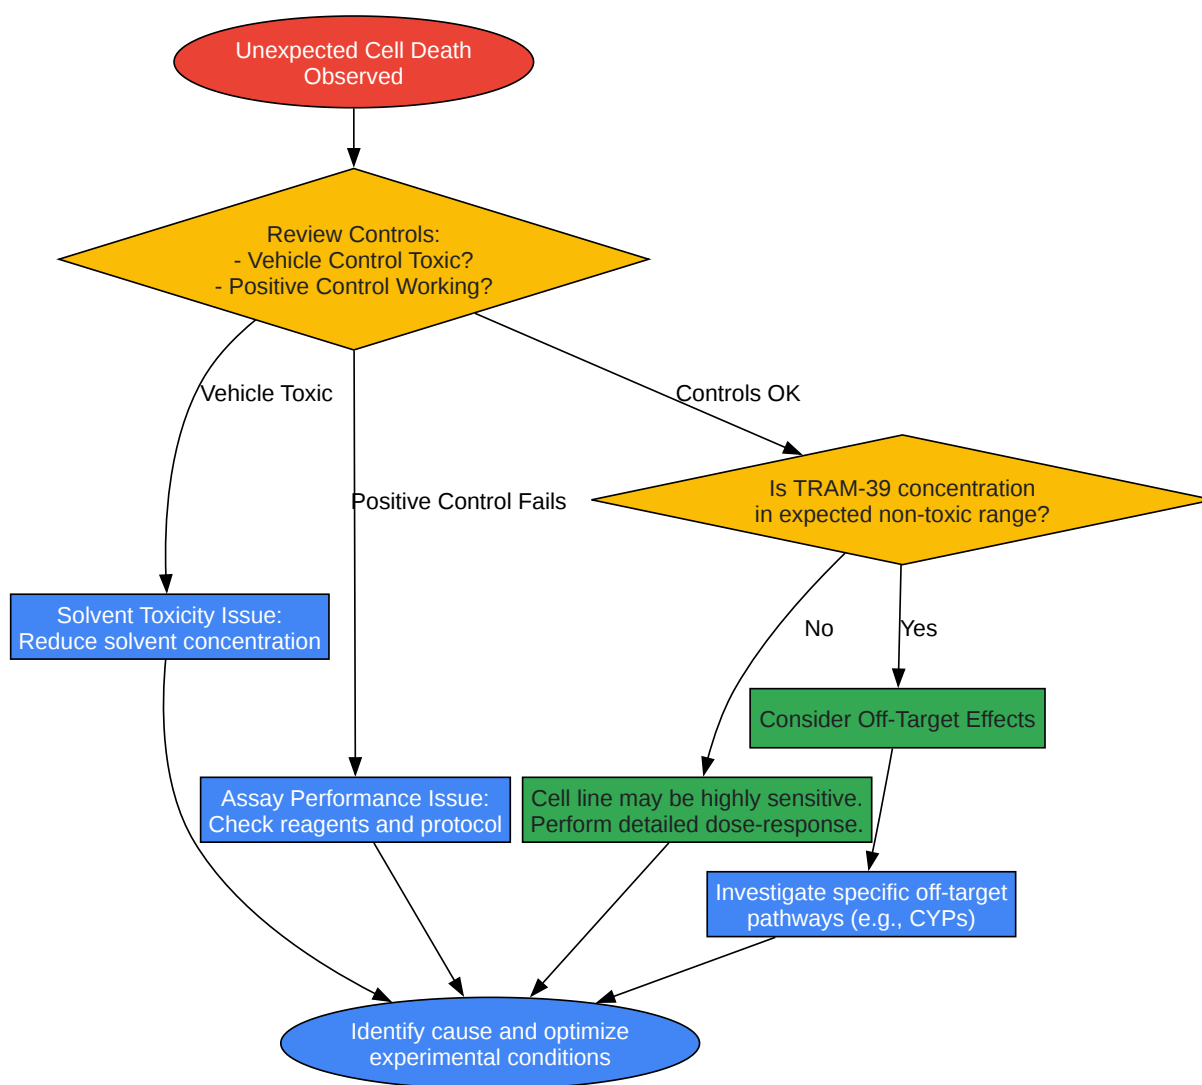 Unexpected Cell Death
Observed
Review Controls:
- Vehicle Control Toxic?
- Positive Control Working?
Vehicle Toxic
Controls OK
Positive Control Fails
Is TRAM-39 concentration
in expected non-toxic range?
Solvent Toxicity Issue:
Reduce solvent concentration
No
Yes
Consider Off-Target Effects
Assay Performance Issue:
Check reagents and protocol
Cell line may be highly sensitive.
Perform detailed dose-response.
Investigate specific off-target
pathways (e.g., CYPs)
Identify cause and optimize
experimental conditions